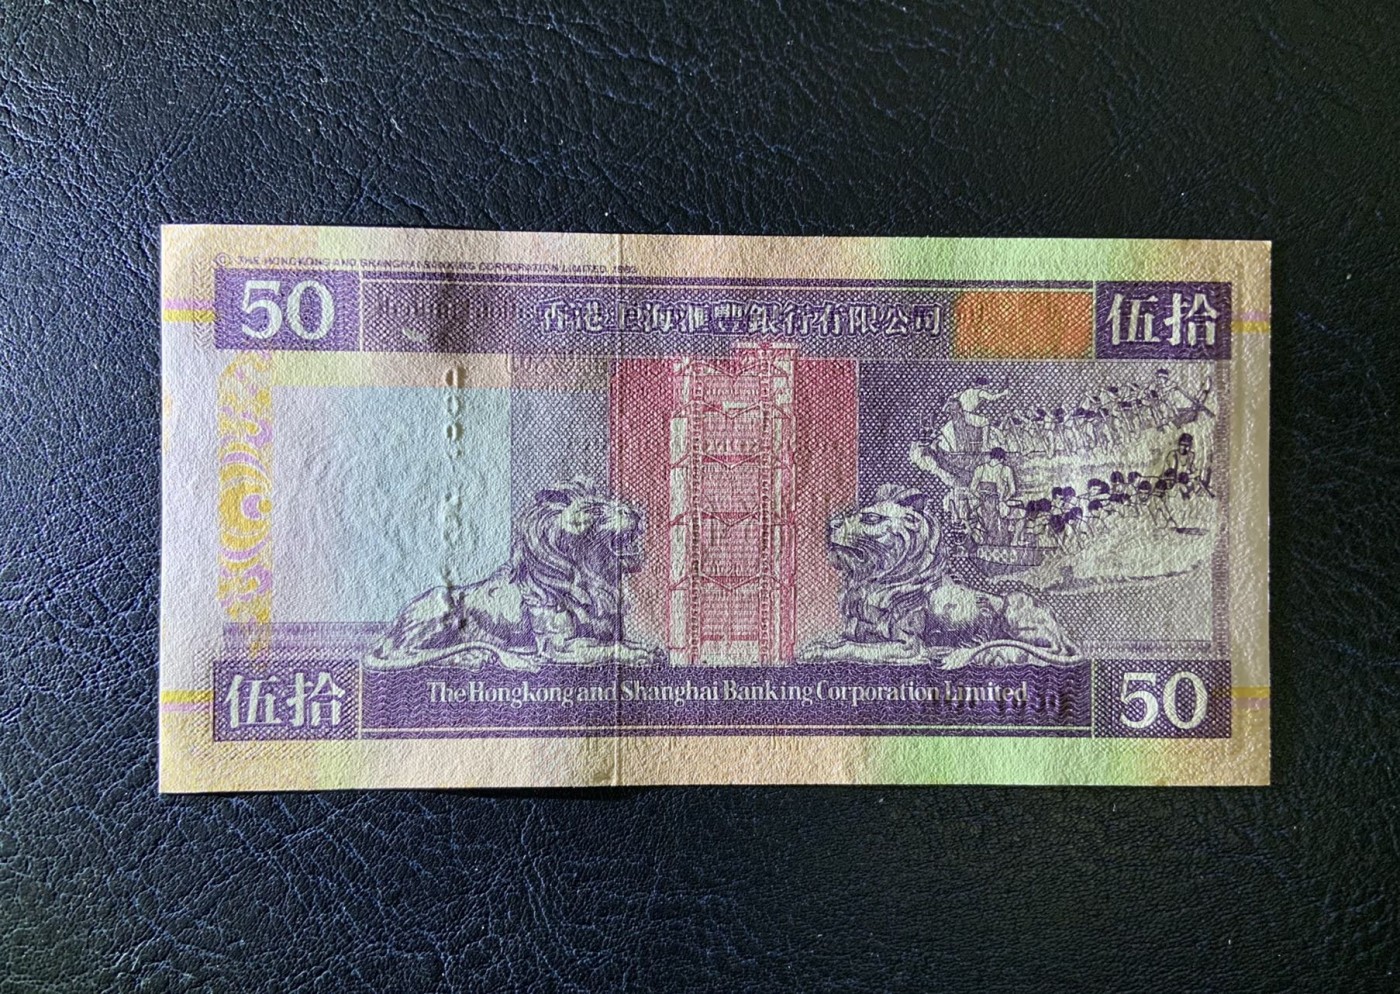 © THE HONGKONG AND SHANGHAI BANKING CORPORATION LIMITED
50
香港上海滙豐銀行有限公司
伍拾
伍拾
The Hongkong and Shanghai Banking Corporation Limited
50